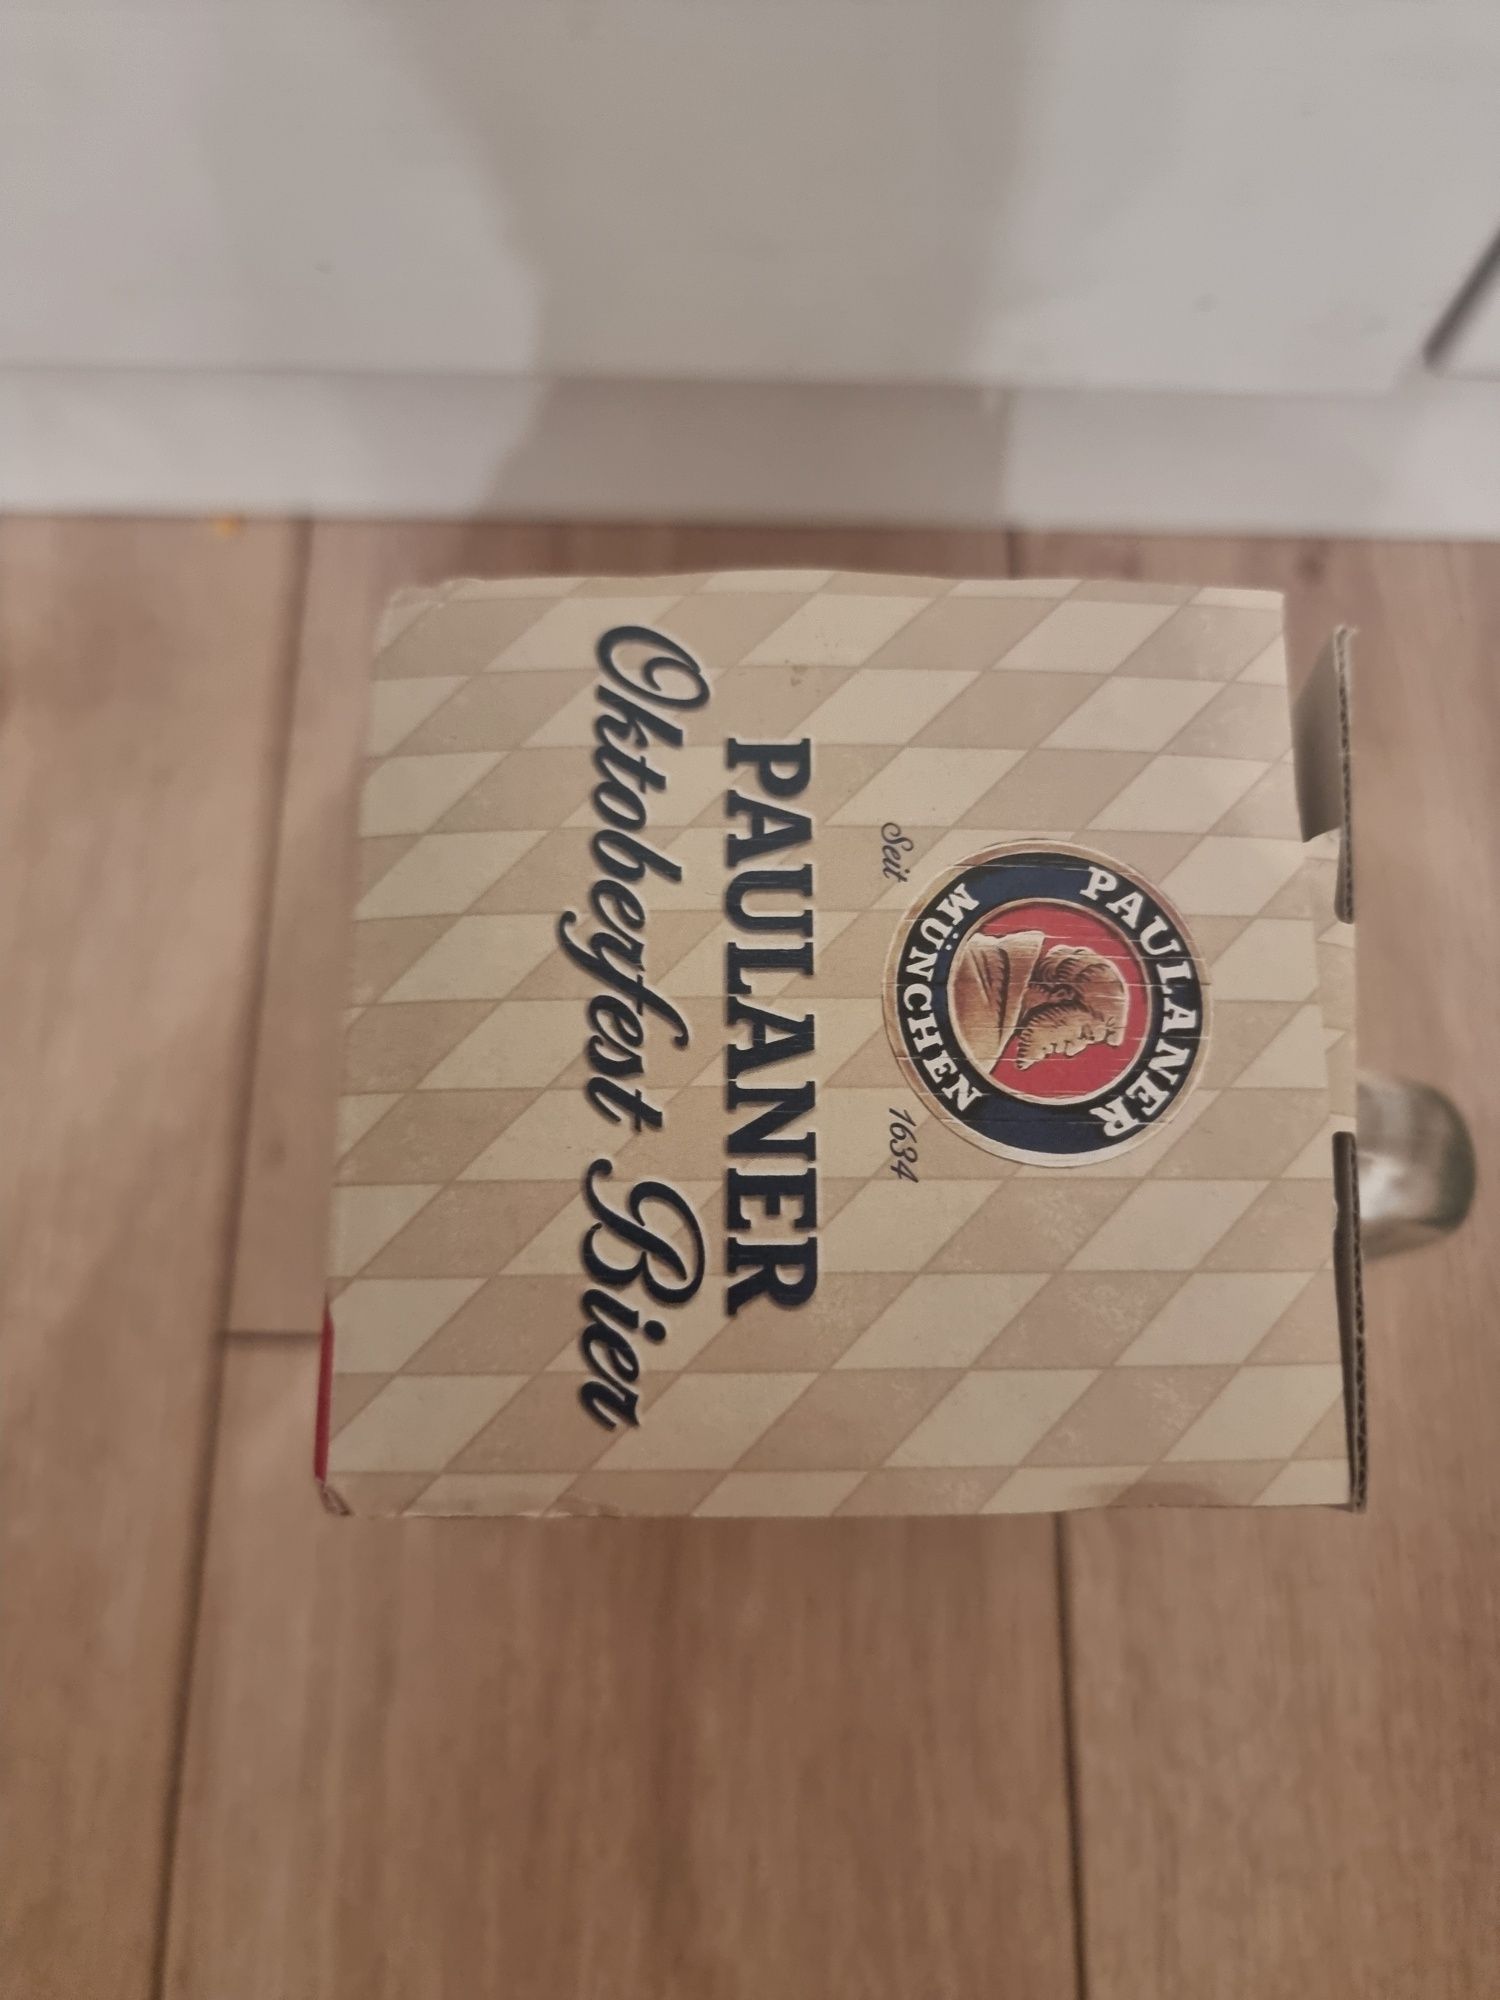 PAULANER
MÜNCHEN
Seit 1634
PAULANER
Oktoberfest Bier